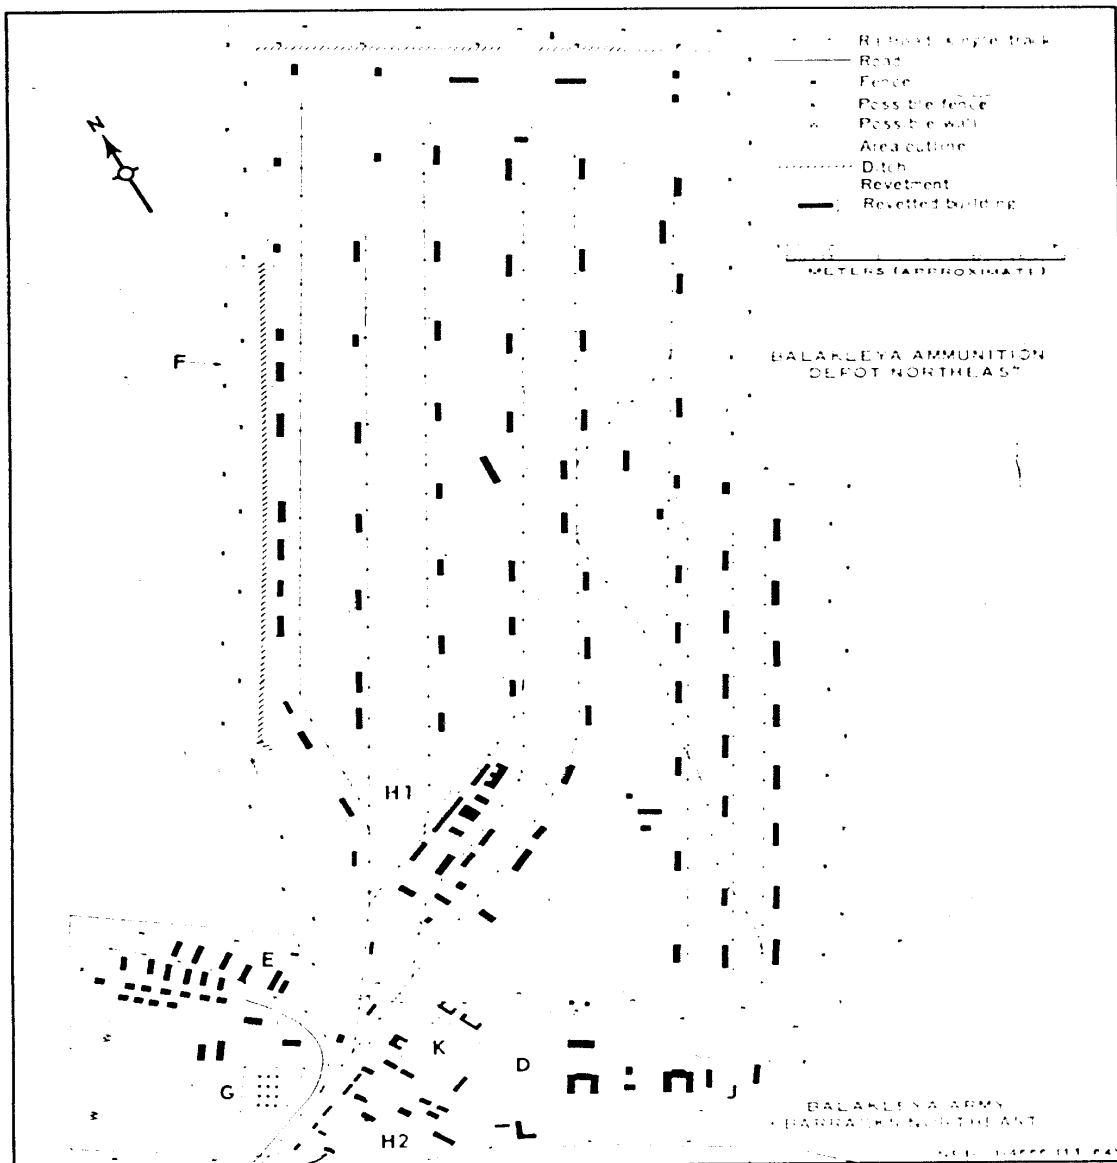 N
Railroad, single track
Road
Fence
Possible fence
Possible wall
Area outline
Ditch
Revetment
Revetted building
METERS (APPROXIMATE)
BALAKLEYA AMMUNITION
DEPOT NORTHEAST
F
H1
E
K
D
G
J
H2
BALAKLEYA ARMY
BARRACKS NORTHEAST